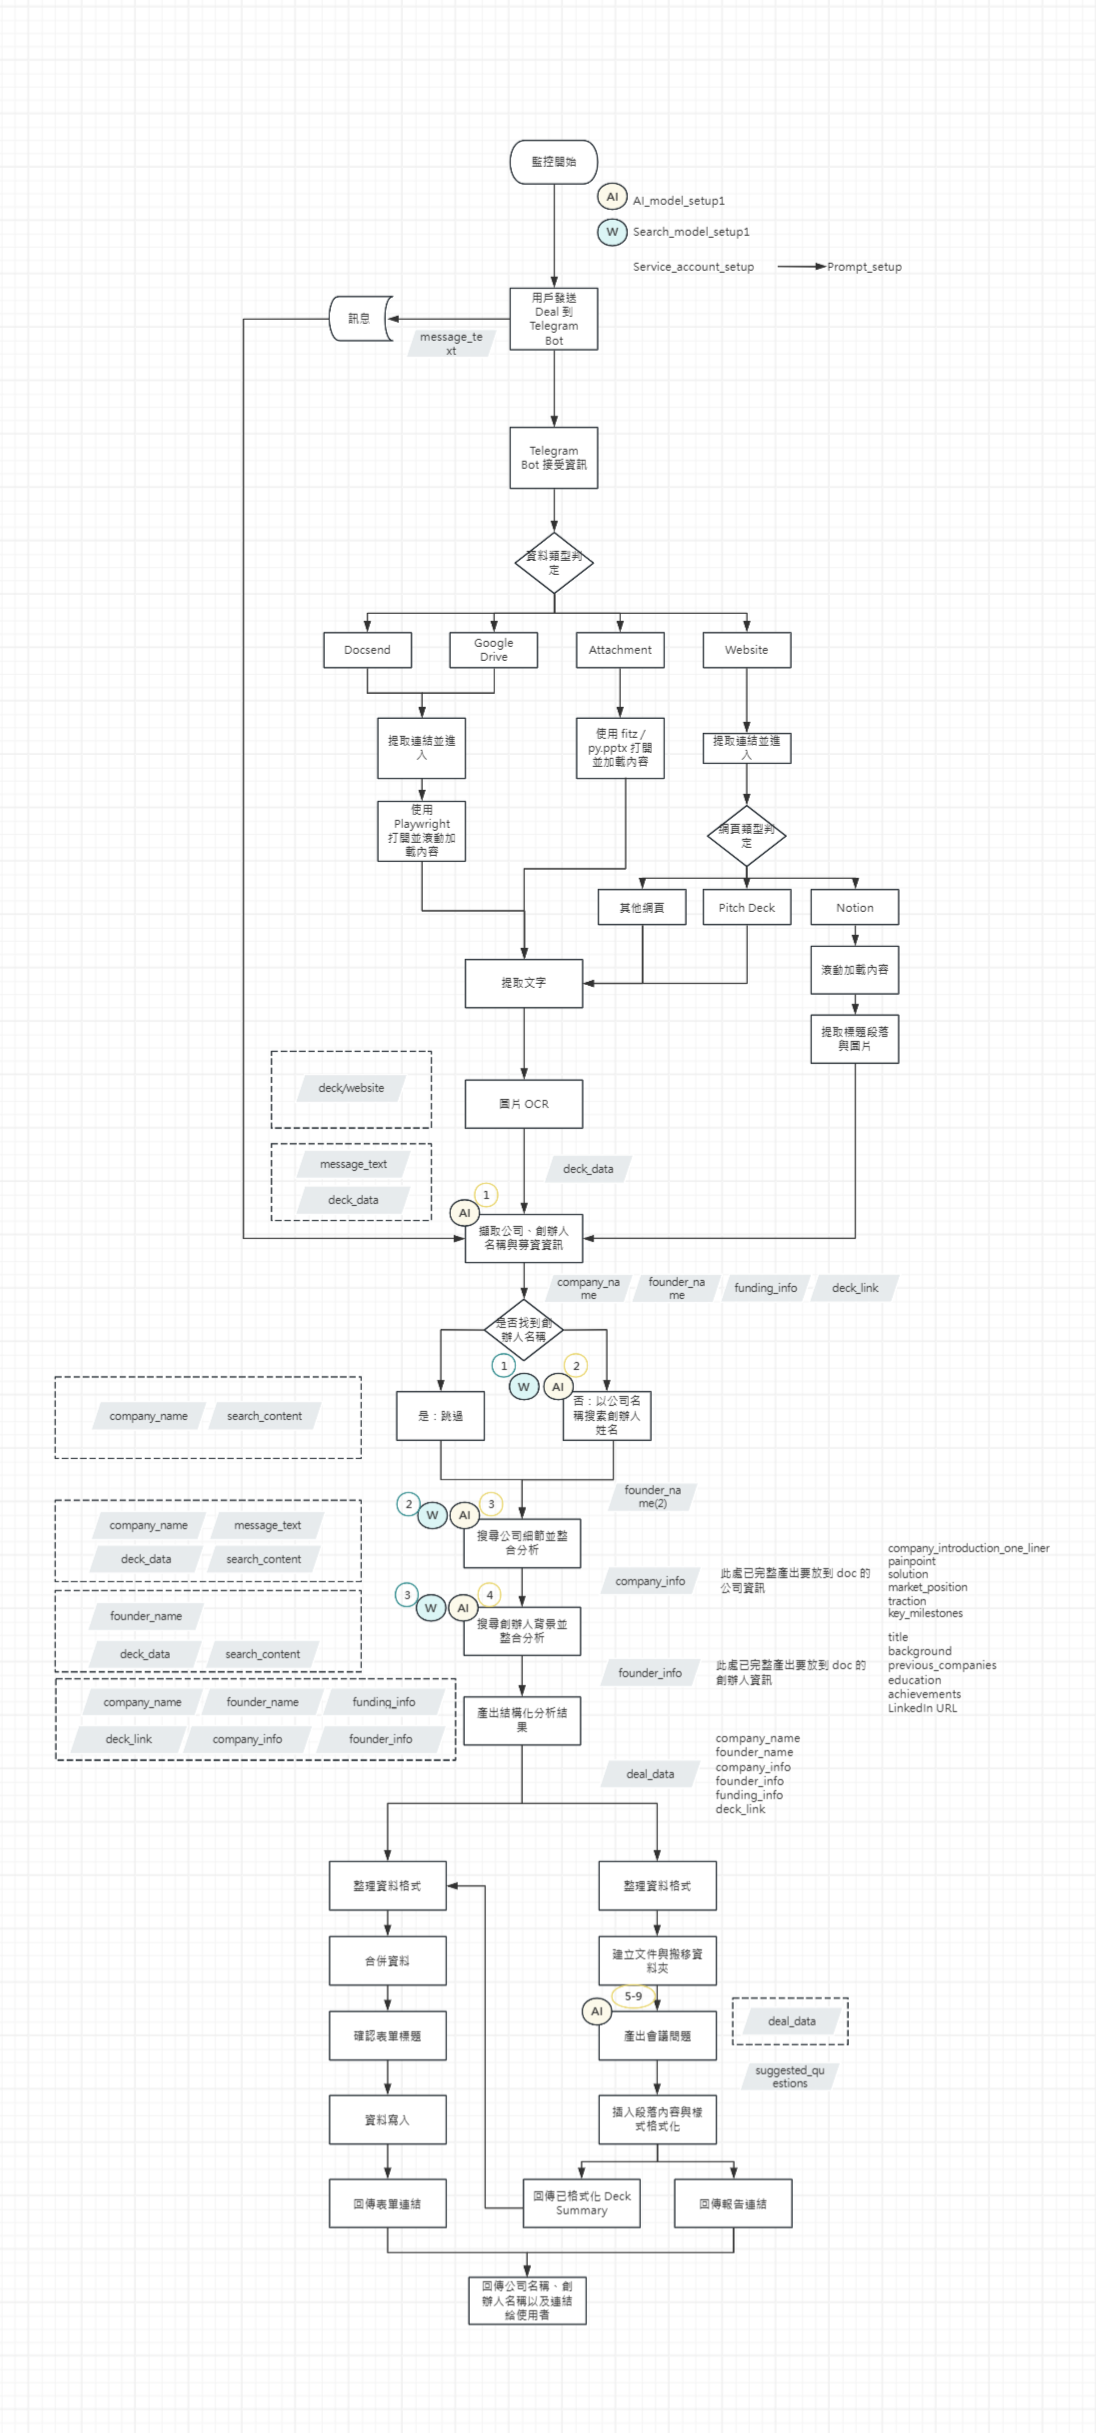 監控開始
AI
AI_model_setup1
W
Search_model_setup1
Service_account_setup
Prompt_setup
用戶發送
Deal 到
Telegram
Bot
訊息
message_te
xt
Telegram
Bot 接受資訊
資料類型判
定
Docsend
Google
Drive
Attachment
Website
提取連結並進
入
使用 fitz /
py.pptx 打開
並加載內容
提取連結並進
入
使用
Playwright
打開並滾動加
載內容
網頁類型判
定
其他網頁
Pitch Deck
Notion
滾動加載內容
提取文字
提取標題段落
與圖片
deck/website
圖片 OCR
message_text
deck_data
deck_data
1
AI
擷取公司、創辦人
名稱與募資資訊
company_na
me
founder_na
me
funding_info
deck_link
是否找到創
辦人名稱
1
W
2
AI
company_name
search_content
是：跳過
否：以公司名
稱搜索創辦人
姓名
founder_na
me(2)
2
W
AI
3
company_name
message_text
deck_data
search_content
搜尋公司細節並整
合分析
company_info
此處已完整產出要放到 doc 的
公司資訊
company_introduction_one_liner
painpoint
solution
market_position
traction
key_milestones
3
W
AI
4
founder_name
deck_data
search_content
搜尋創辦人背景並
整合分析
founder_info
此處已完整產出要放到 doc 的
創辦人資訊
title
background
previous_companies
education
achievements
LinkedIn URL
company_name
founder_name
funding_info
deck_link
company_info
founder_info
產出結構化分析結
果
deal_data
company_name
founder_name
company_info
founder_info
funding_info
deck_link
整理資料格式
整理資料格式
合併資料
建立文件與搬移資
料夾
5-9
AI
確認表單標題
產出會議問題
deal_data
suggested_qu
estions
資料寫入
插入段落內容與樣
式格式化
回傳表單連結
回傳已格式化 Deck
Summary
回傳報告連結
回傳公司名稱、創
辦人名稱以及連結
給使用者